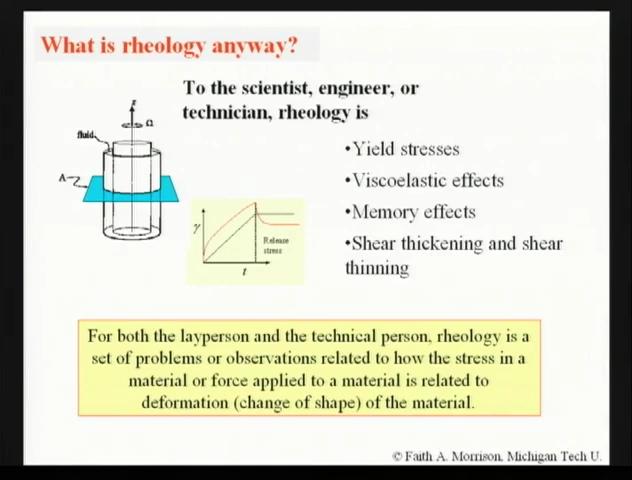 What is rheology anyway?
To the scientist, engineer, or
technician, rheology is
z
Ω
fluid
A
•Yield stresses
•Viscoelastic effects
•Memory effects
•Shear thickening and shear
thinning
γ
Release
stress
t
For both the layperson and the technical person, rheology is a
set of problems or observations related to how the stress in a
material or force applied to a material is related to
deformation (change of shape) of the material.
© Faith A. Morrison, Michigan Tech U.